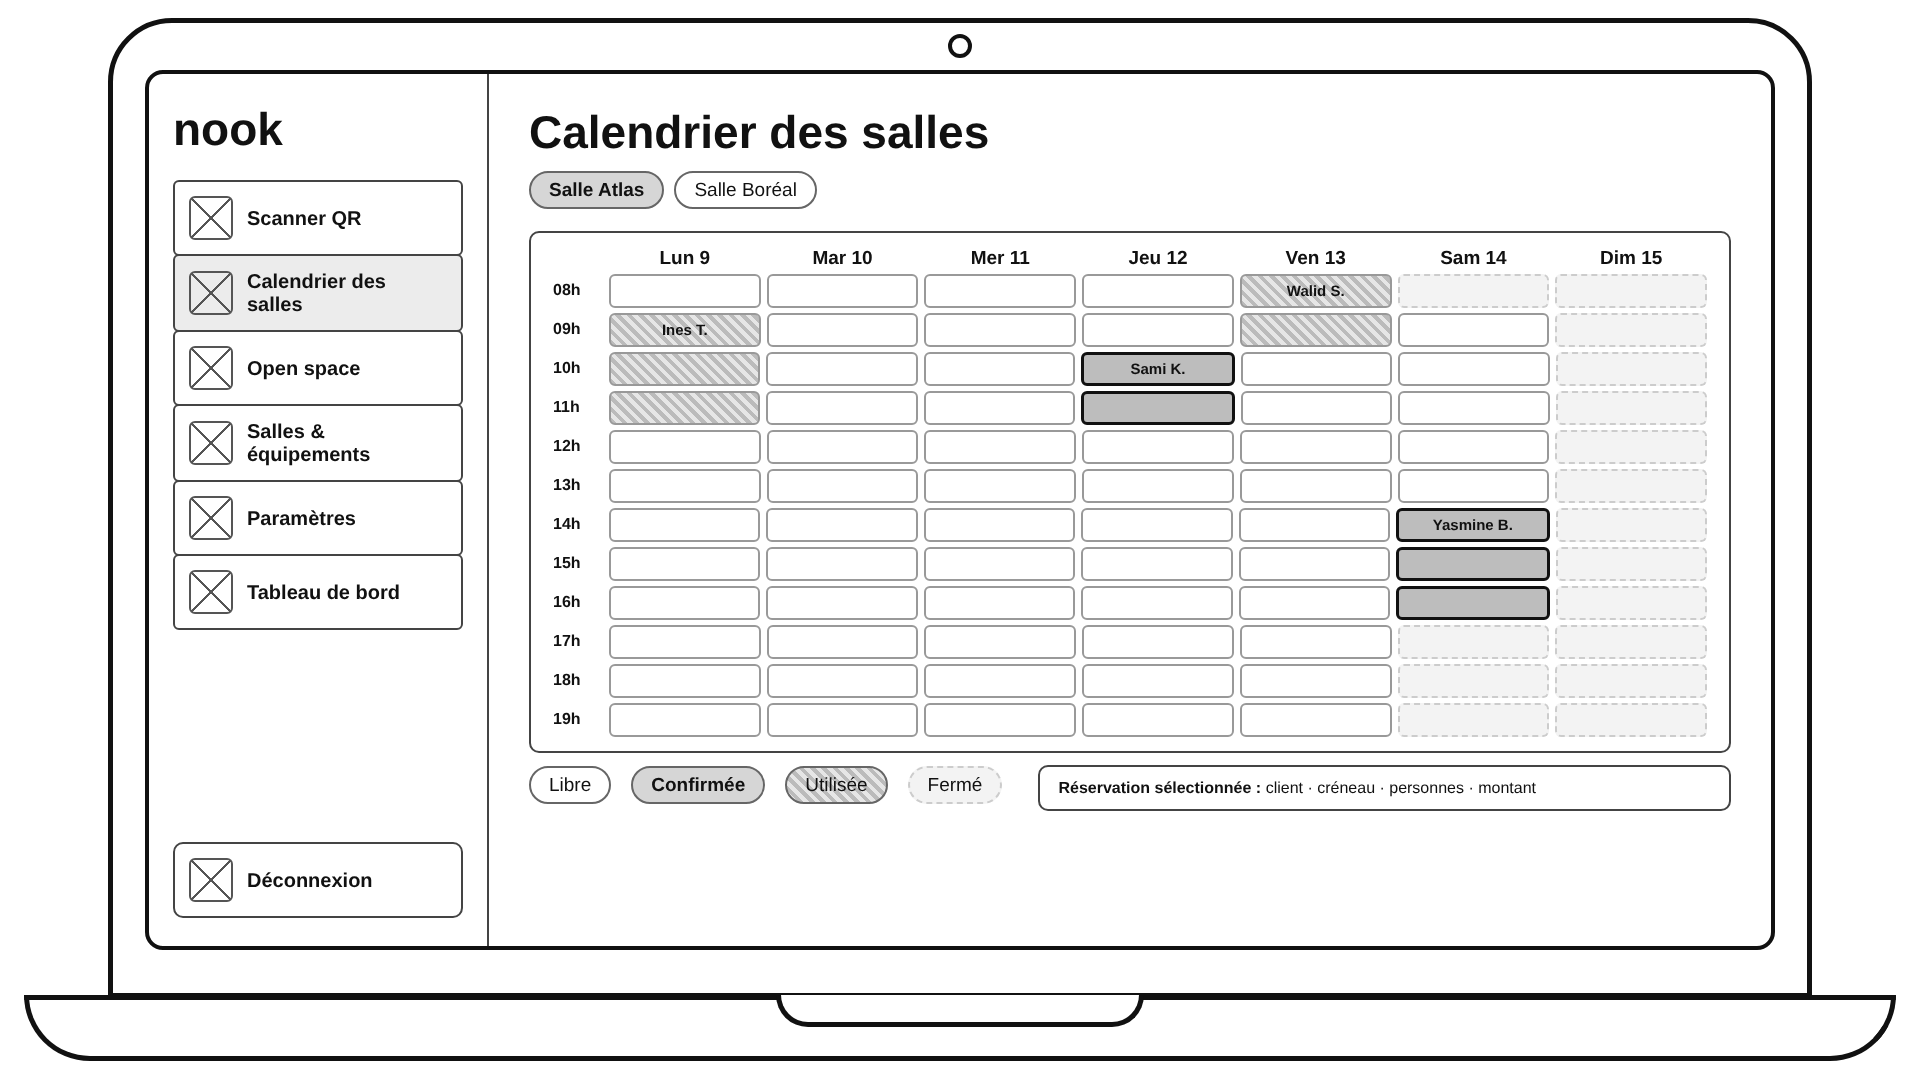 nook
Scanner QR
Calendrier des
salles
Open space
Salles &
équipements
Paramètres
Tableau de bord
Déconnexion
Calendrier des salles
Salle Atlas
Salle Boréal
Lun 9 Mar 10 Mer 11 Jeu 12 Ven 13 Sam 14 Dim 15
08h Walid S.
09h Ines T.
10h Sami K.
11h
12h
13h
14h Yasmine B.
15h
16h
17h
18h
19h
Libre Confirmée Utilisée Fermé
Réservation sélectionnée : client · créneau · personnes · montant